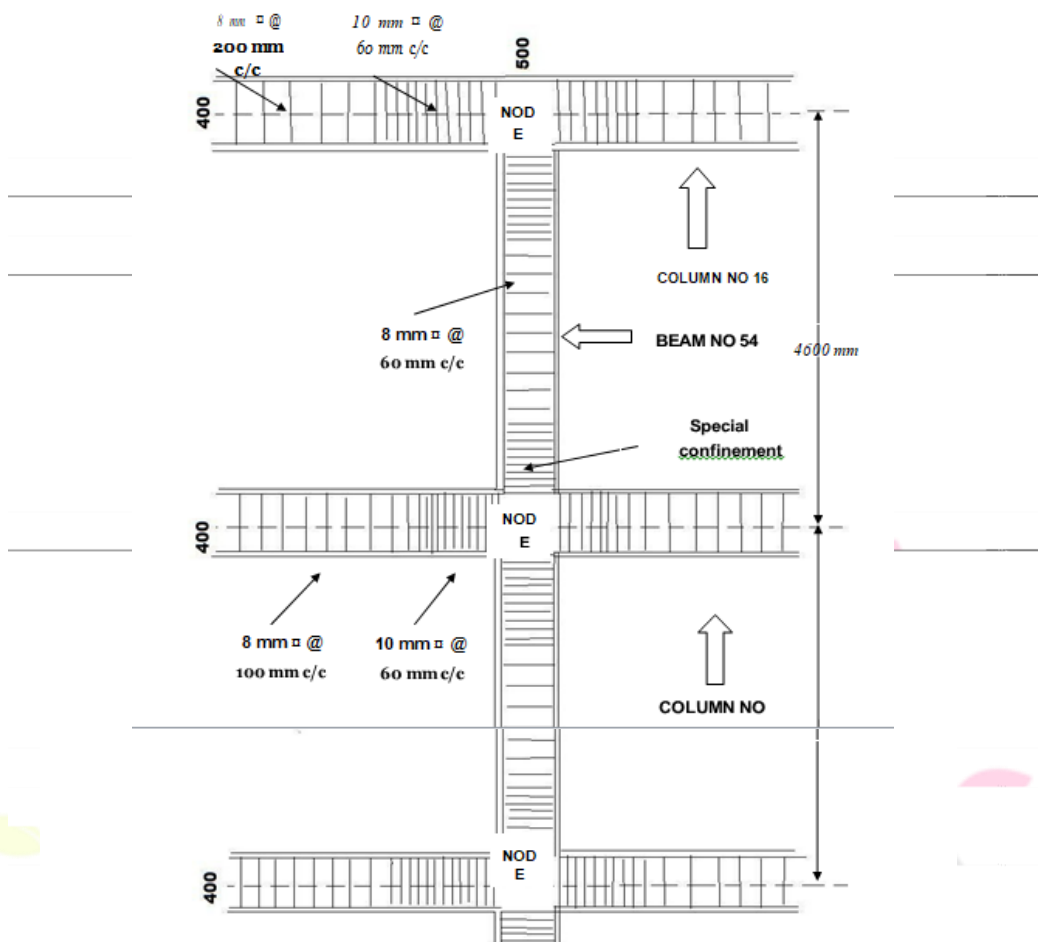 8 mm ¤ @
200 mm
c/c
10 mm ¤ @
60 mm c/c
500
400
NOD
E
COLUMN NO 16
8 mm ¤ @
60 mm c/c
BEAM NO 54
4600 mm
Special
confinement
400
NOD
E
8 mm ¤ @
100 mm c/c
10 mm ¤ @
60 mm c/c
COLUMN NO
400
NOD
E